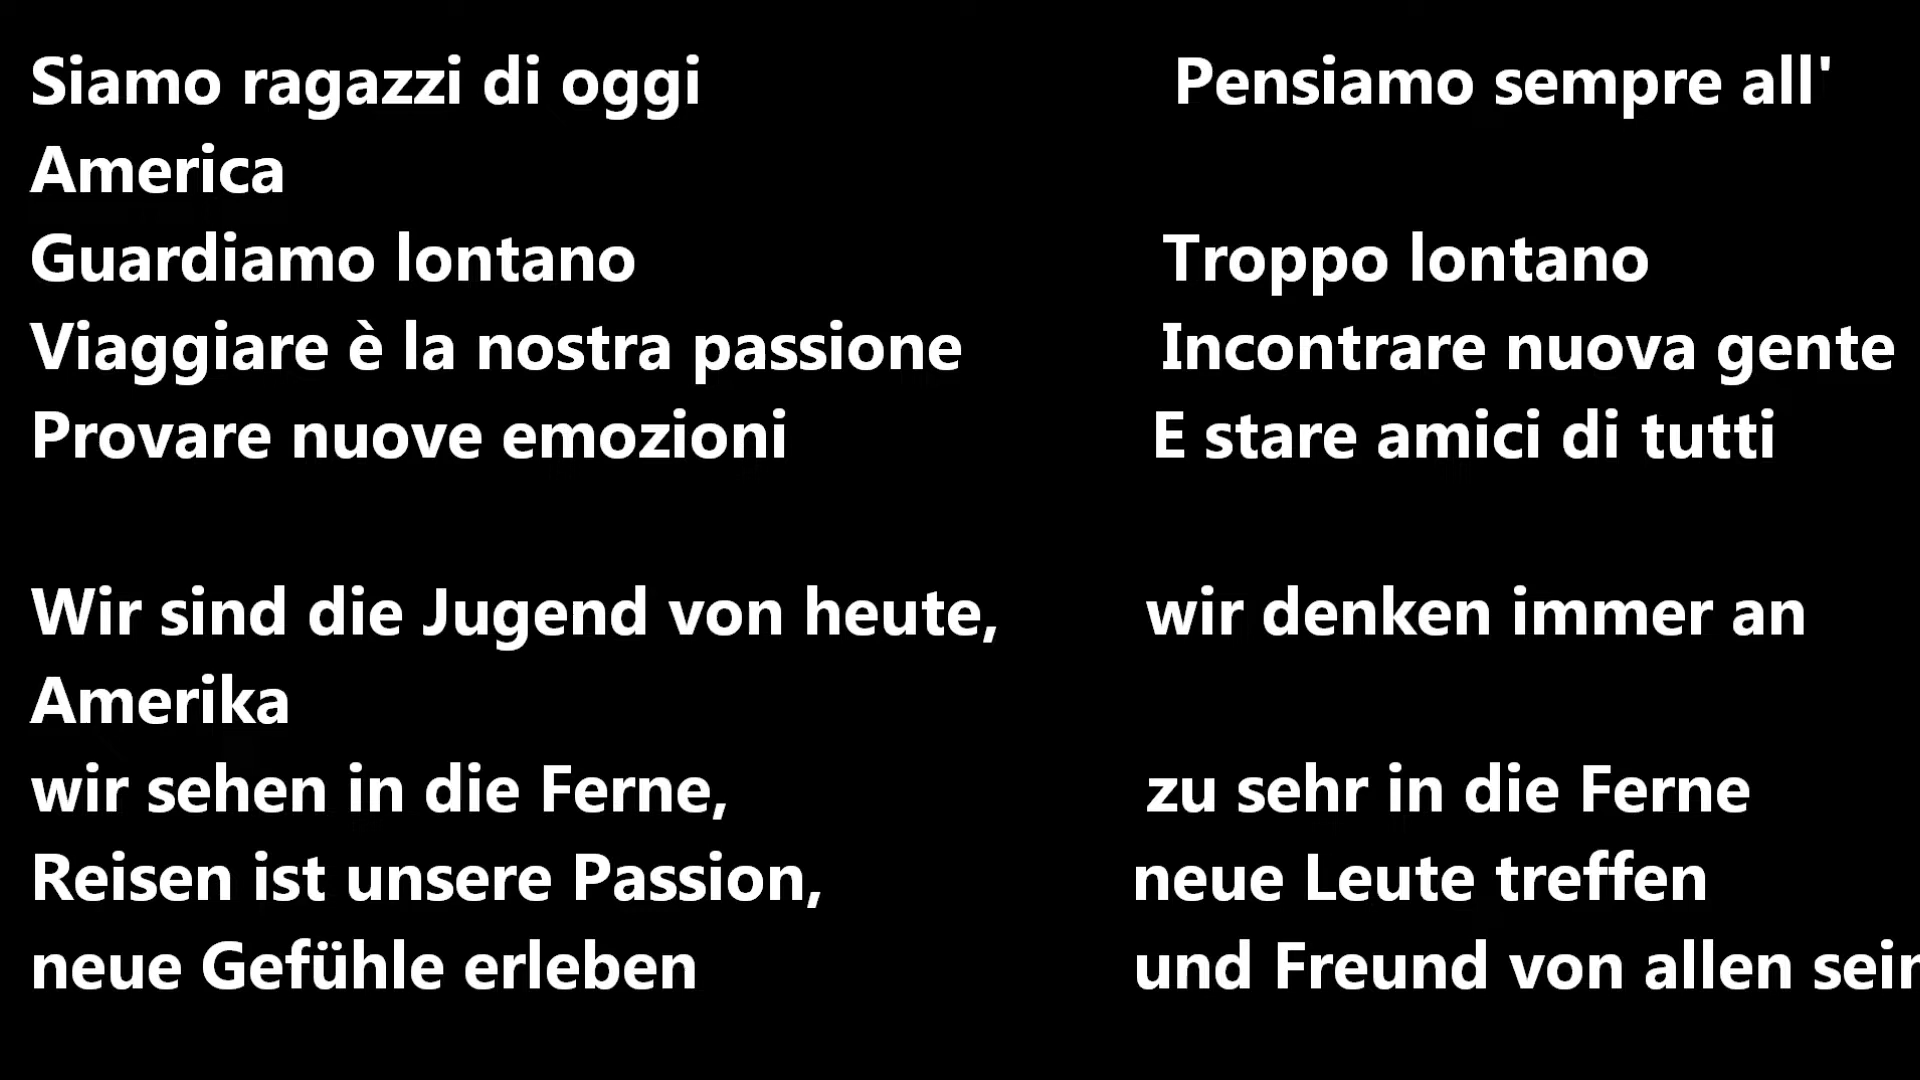 Siamo ragazzi di oggi Pensiamo sempre all'
America
Guardiamo lontano Troppo lontano
Viaggiare è la nostra passione Incontrare nuova gente
Provare nuove emozioni E stare amici di tutti
Wir sind die Jugend von heute, wir denken immer an
Amerika
wir sehen in die Ferne, zu sehr in die Ferne
Reisen ist unsere Passion, neue Leute treffen
neue Gefühle erleben und Freund von allen sein